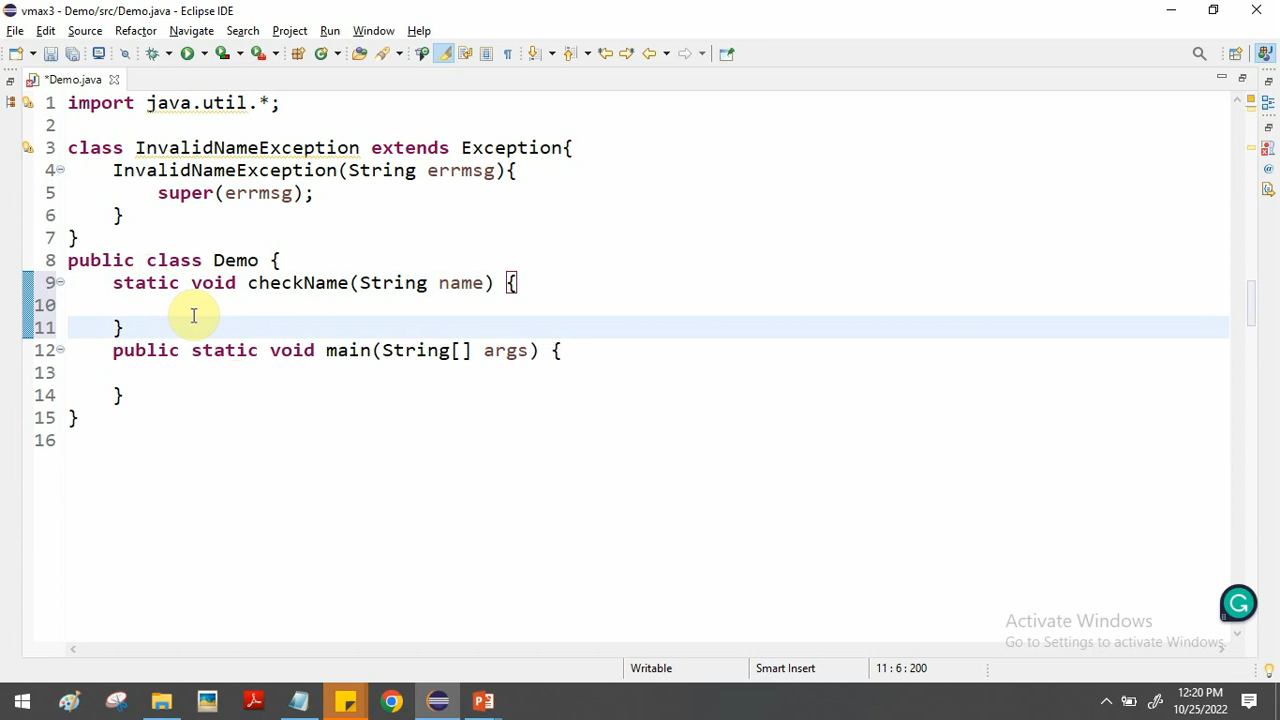 vmax3 - Demo/src/Demo.java - Eclipse IDE
File Edit Source Refactor Navigate Search Project Run Window Help
*Demo.java
1 import java.util.*;
2
3 class InvalidNameException extends Exception{
4 InvalidNameException(String errmsg){
5 super(errmsg);
6 }
7 }
8 public class Demo {
9 static void checkName(String name) {
10
11 }
12 public static void main(String[] args) {
13
14 }
15 }
16
Activate Windows
Go to Settings to activate Windows.
Writable Smart Insert 11 : 6 : 200
12:20 PM
10/25/2022